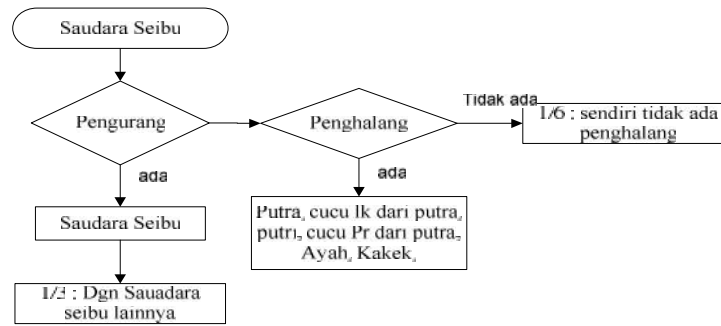 Saudara Seibu
Pengurang
Penghalang
Tidak ada
1/6 : sendiri tidak ada
penghalang
ada
ada
Saudara Seibu
Putra, cucu lk dari putra,
putri, cucu Pr dari putra,
Ayah, Kakek,
1/3 : Dgn Sauadara
seibu lainnya